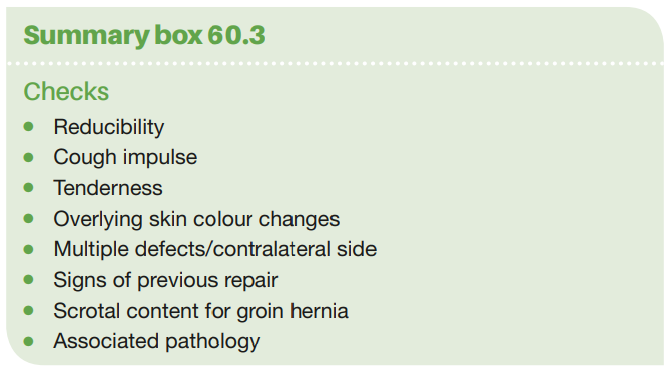 Summary box 60.3
Checks
• Reducibility
• Cough impulse
• Tenderness
• Overlying skin colour changes
• Multiple defects/contralateral side
• Signs of previous repair
• Scrotal content for groin hernia
• Associated pathology